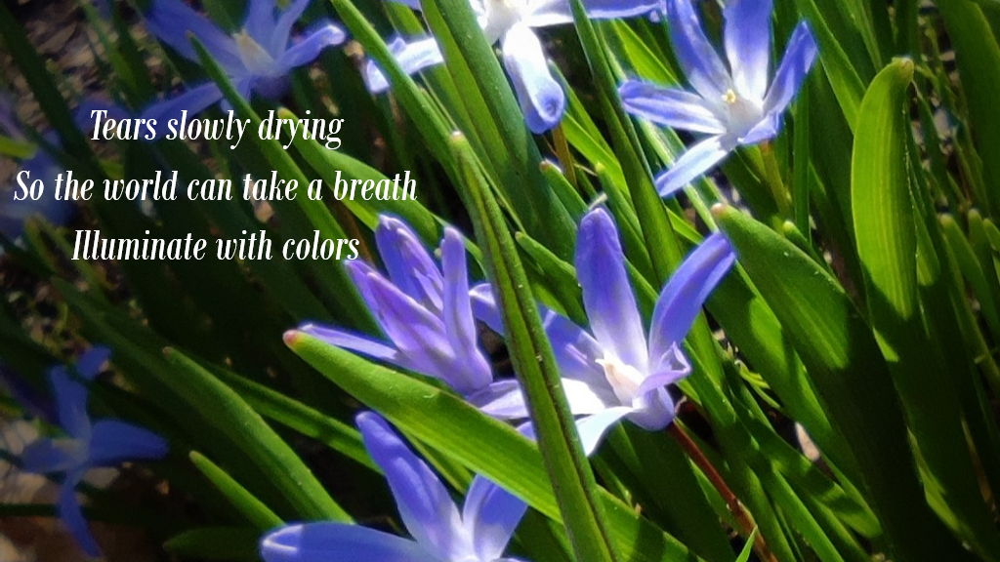 Tears slowly drying
So the world can take a breath
Illuminate with colors